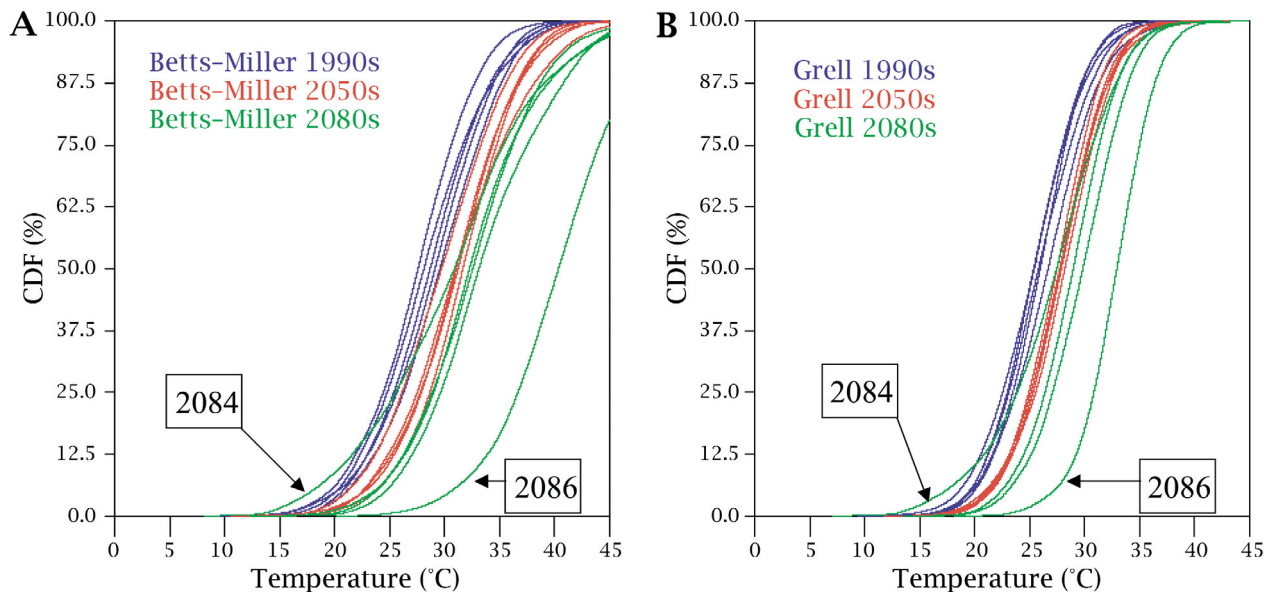 A
Betts-Miller 1990s
Betts-Miller 2050s
Betts-Miller 2080s
CDF (%)
100.0
87.5
75.0
62.5
50.0
37.5
25.0
12.5
0.0
2084
2086
0 5 10 15 20 25 30 35 40 45
Temperature (°C)
B
Grell 1990s
Grell 2050s
Grell 2080s
CDF (%)
100.0
87.5
75.0
62.5
50.0
37.5
25.0
12.5
0.0
2084
2086
0 5 10 15 20 25 30 35 40 45
Temperature (°C)